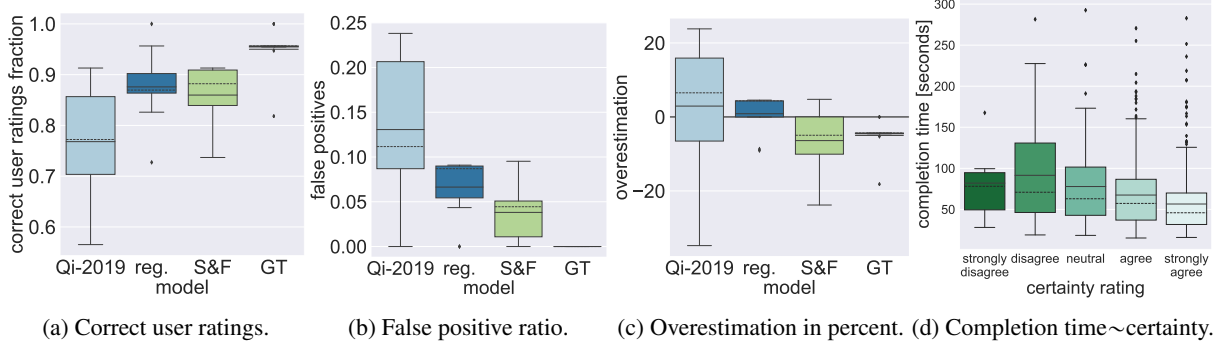 correct user ratings fraction
1.0
0.9
0.8
0.7
0.6
Qi-2019 reg. S&F GT
model
(a) Correct user ratings.
false positives
0.25
0.20
0.15
0.10
0.05
0.00
Qi-2019 reg. S&F GT
model
(b) False positive ratio.
overestimation
20
0
−20
Qi-2019 reg. S&F GT
model
(c) Overestimation in percent.
completion time [seconds]
300
250
200
150
100
50
strongly disagree neutral agree strongly
disagree agree
certainty rating
(d) Completion time~certainty.